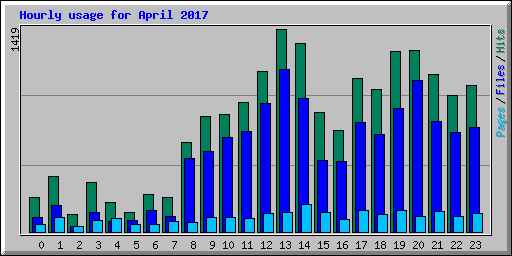 Hourly usage for April 2017
1419
Pages / Files / Hits
0 1 2 3 4 5 6 7 8 9 10 11 12 13 14 15 16 17 18 19 20 21 22 23